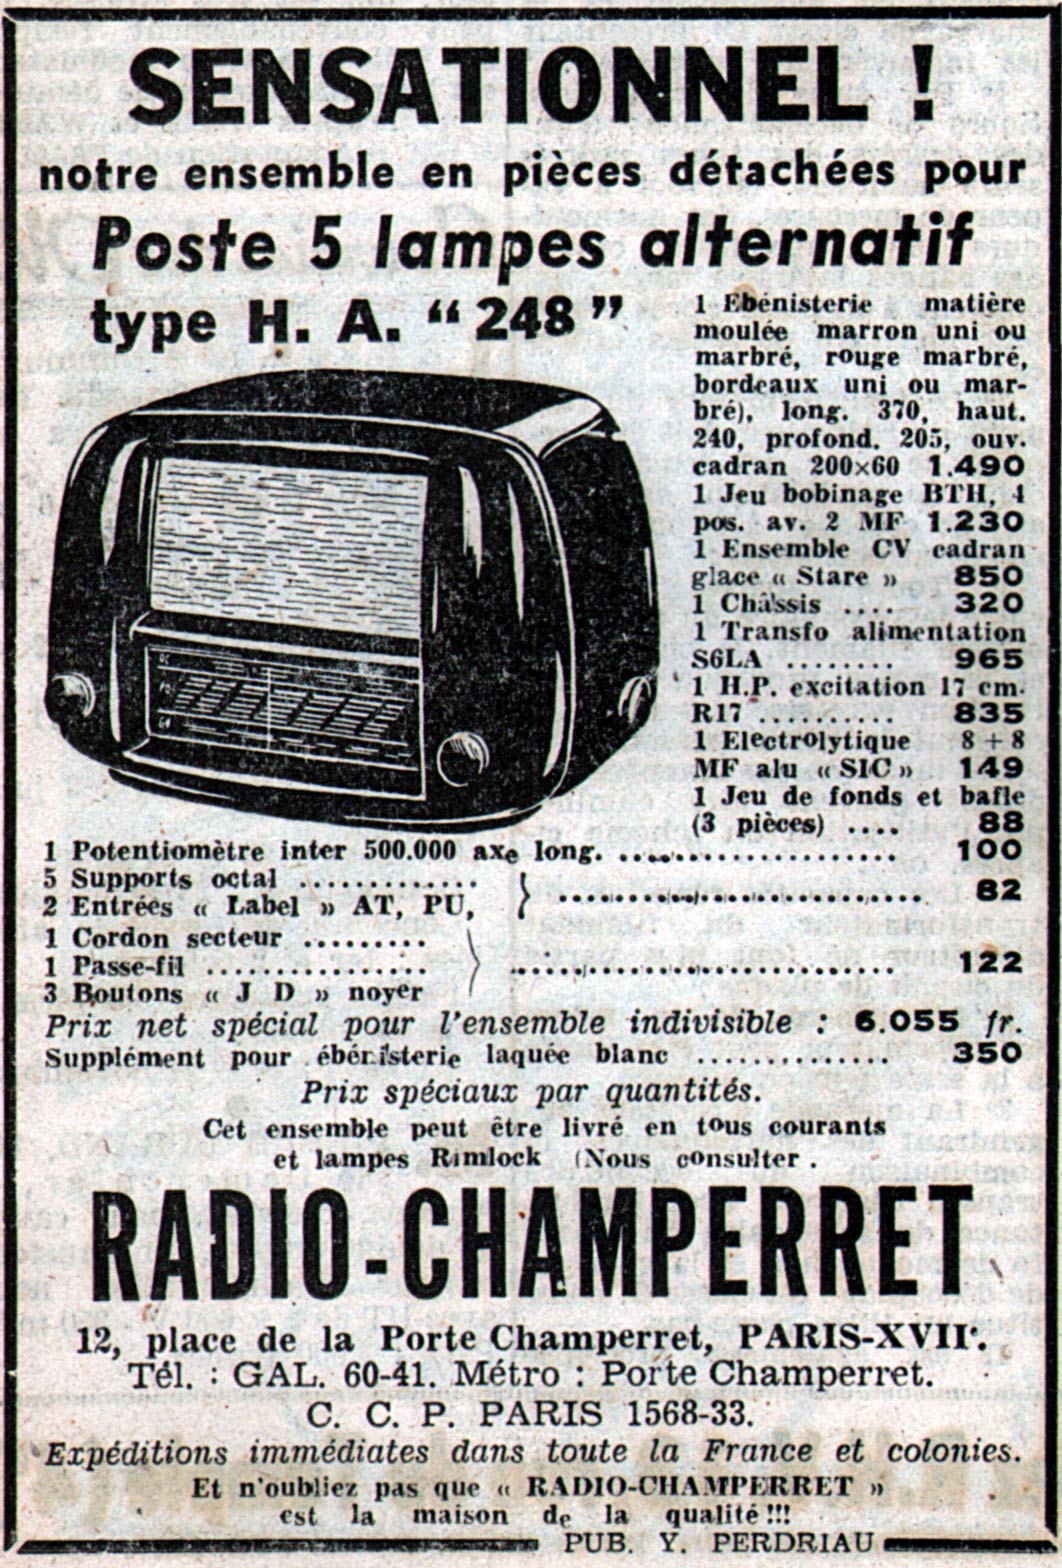 SENSATIONNEL !
notre ensemble en pièces détachées pour
Poste 5 lampes alternatif
type H. A. “ 248 ”
1 Ebénisterie matière
moulée marron uni ou
marbré, rouge marbré,
bordeaux uni ou mar-
bré), long. 370, haut.
240, profond. 205, ouv.
cadran 200×60 1.490
1 Jeu bobinage BTH, 4
pos. av. 2 MF 1.230
1 Ensemble CV cadran
glace « Stare » 850
1 Châssis .... 320
1 Transfo alimentation
S6LA .......... 965
1 H.P. excitation 17 cm.
R17 .......... 835
1 Electrolytique 8 + 8
MF alu « SIC » 149
1 Jeu de fonds et bafle
(3 pièces) .... 88
1 Potentiomètre inter 500.000 axe long. ........................ 100
5 Supports octal ..............
2 Entrées « Label » AT, PU, } .............................. 82
1 Cordon secteur ..........
1 Passe-fil .................. } .............................. 122
3 Boutons « J D » noyer
Prix net spécial pour l'ensemble indivisible : 6.055 fr.
Supplément pour ébénisterie laquée blanc ............. 350
Prix spéciaux par quantités.
Cet ensemble peut être livré en tous courants
et lampes Rimlock (Nous consulter .
RADIO-CHAMPERRET
12, place de la Porte Champerret, PARIS-XVIIe.
Tél. : GAL. 60-41. Métro : Porte Champerret.
C. C. P. PARIS 1568-33.
Expéditions immédiates dans toute la France et colonies.
Et n'oubliez pas que « RADIO-CHAMPERRET »
est la maison de la qualité !!!
PUB. Y. PERDRIAU